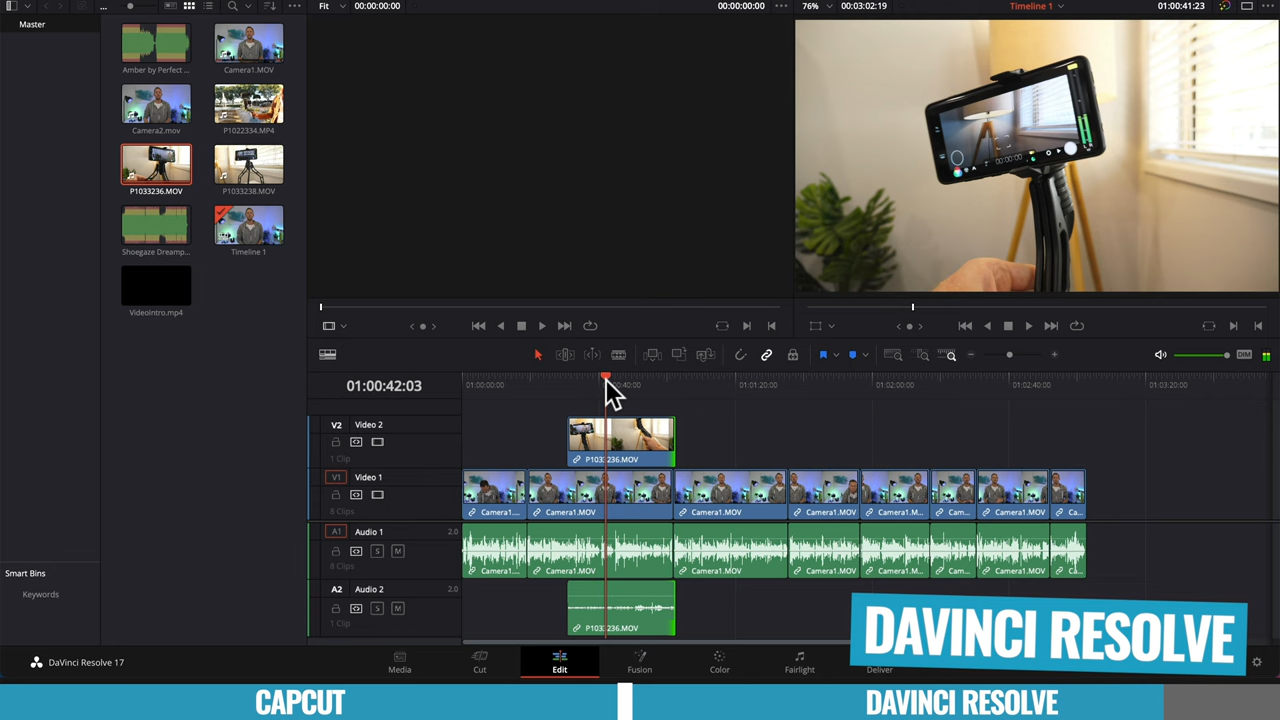 Fit 00:00:00:00 00:00:00:00 76% 00:03:02:19 Timeline 1 01:00:41:23
Master
Amber by Perfect ... Camera1.MOV
Camera2.mov P1022334.MP4
P1033236.MOV P1033238.MOV
Shoegaze Dreamp... Timeline 1
VideoIntro.mp4
DIM
01:00:42:03 01:00:00:00 01:01:20:00 01:02:00:00 01:02:40:00 01:03:20:00
V2 Video 2
1 Clip
P1033236.MOV
V1 Video 1
8 Clips
Camera1.... Camera1.MOV Camera1.MOV Camera1.MOV Camera1.M... Cam... Camera1.MOV Ca...
A1 Audio 1 2.0
S M
8 Clips
Camera1.... Camera1.MOV Camera1.MOV Camera1.MOV Camera1.M... Cam... Camera1.MOV Ca...
A2 Audio 2 2.0
S M
1 Clip
P1033236.MOV
Smart Bins
Keywords
DAVINCI RESOLVE
DaVinci Resolve 17
Media Cut Edit Fusion Color Fairlight Deliver
CAPCUT DAVINCI RESOLVE